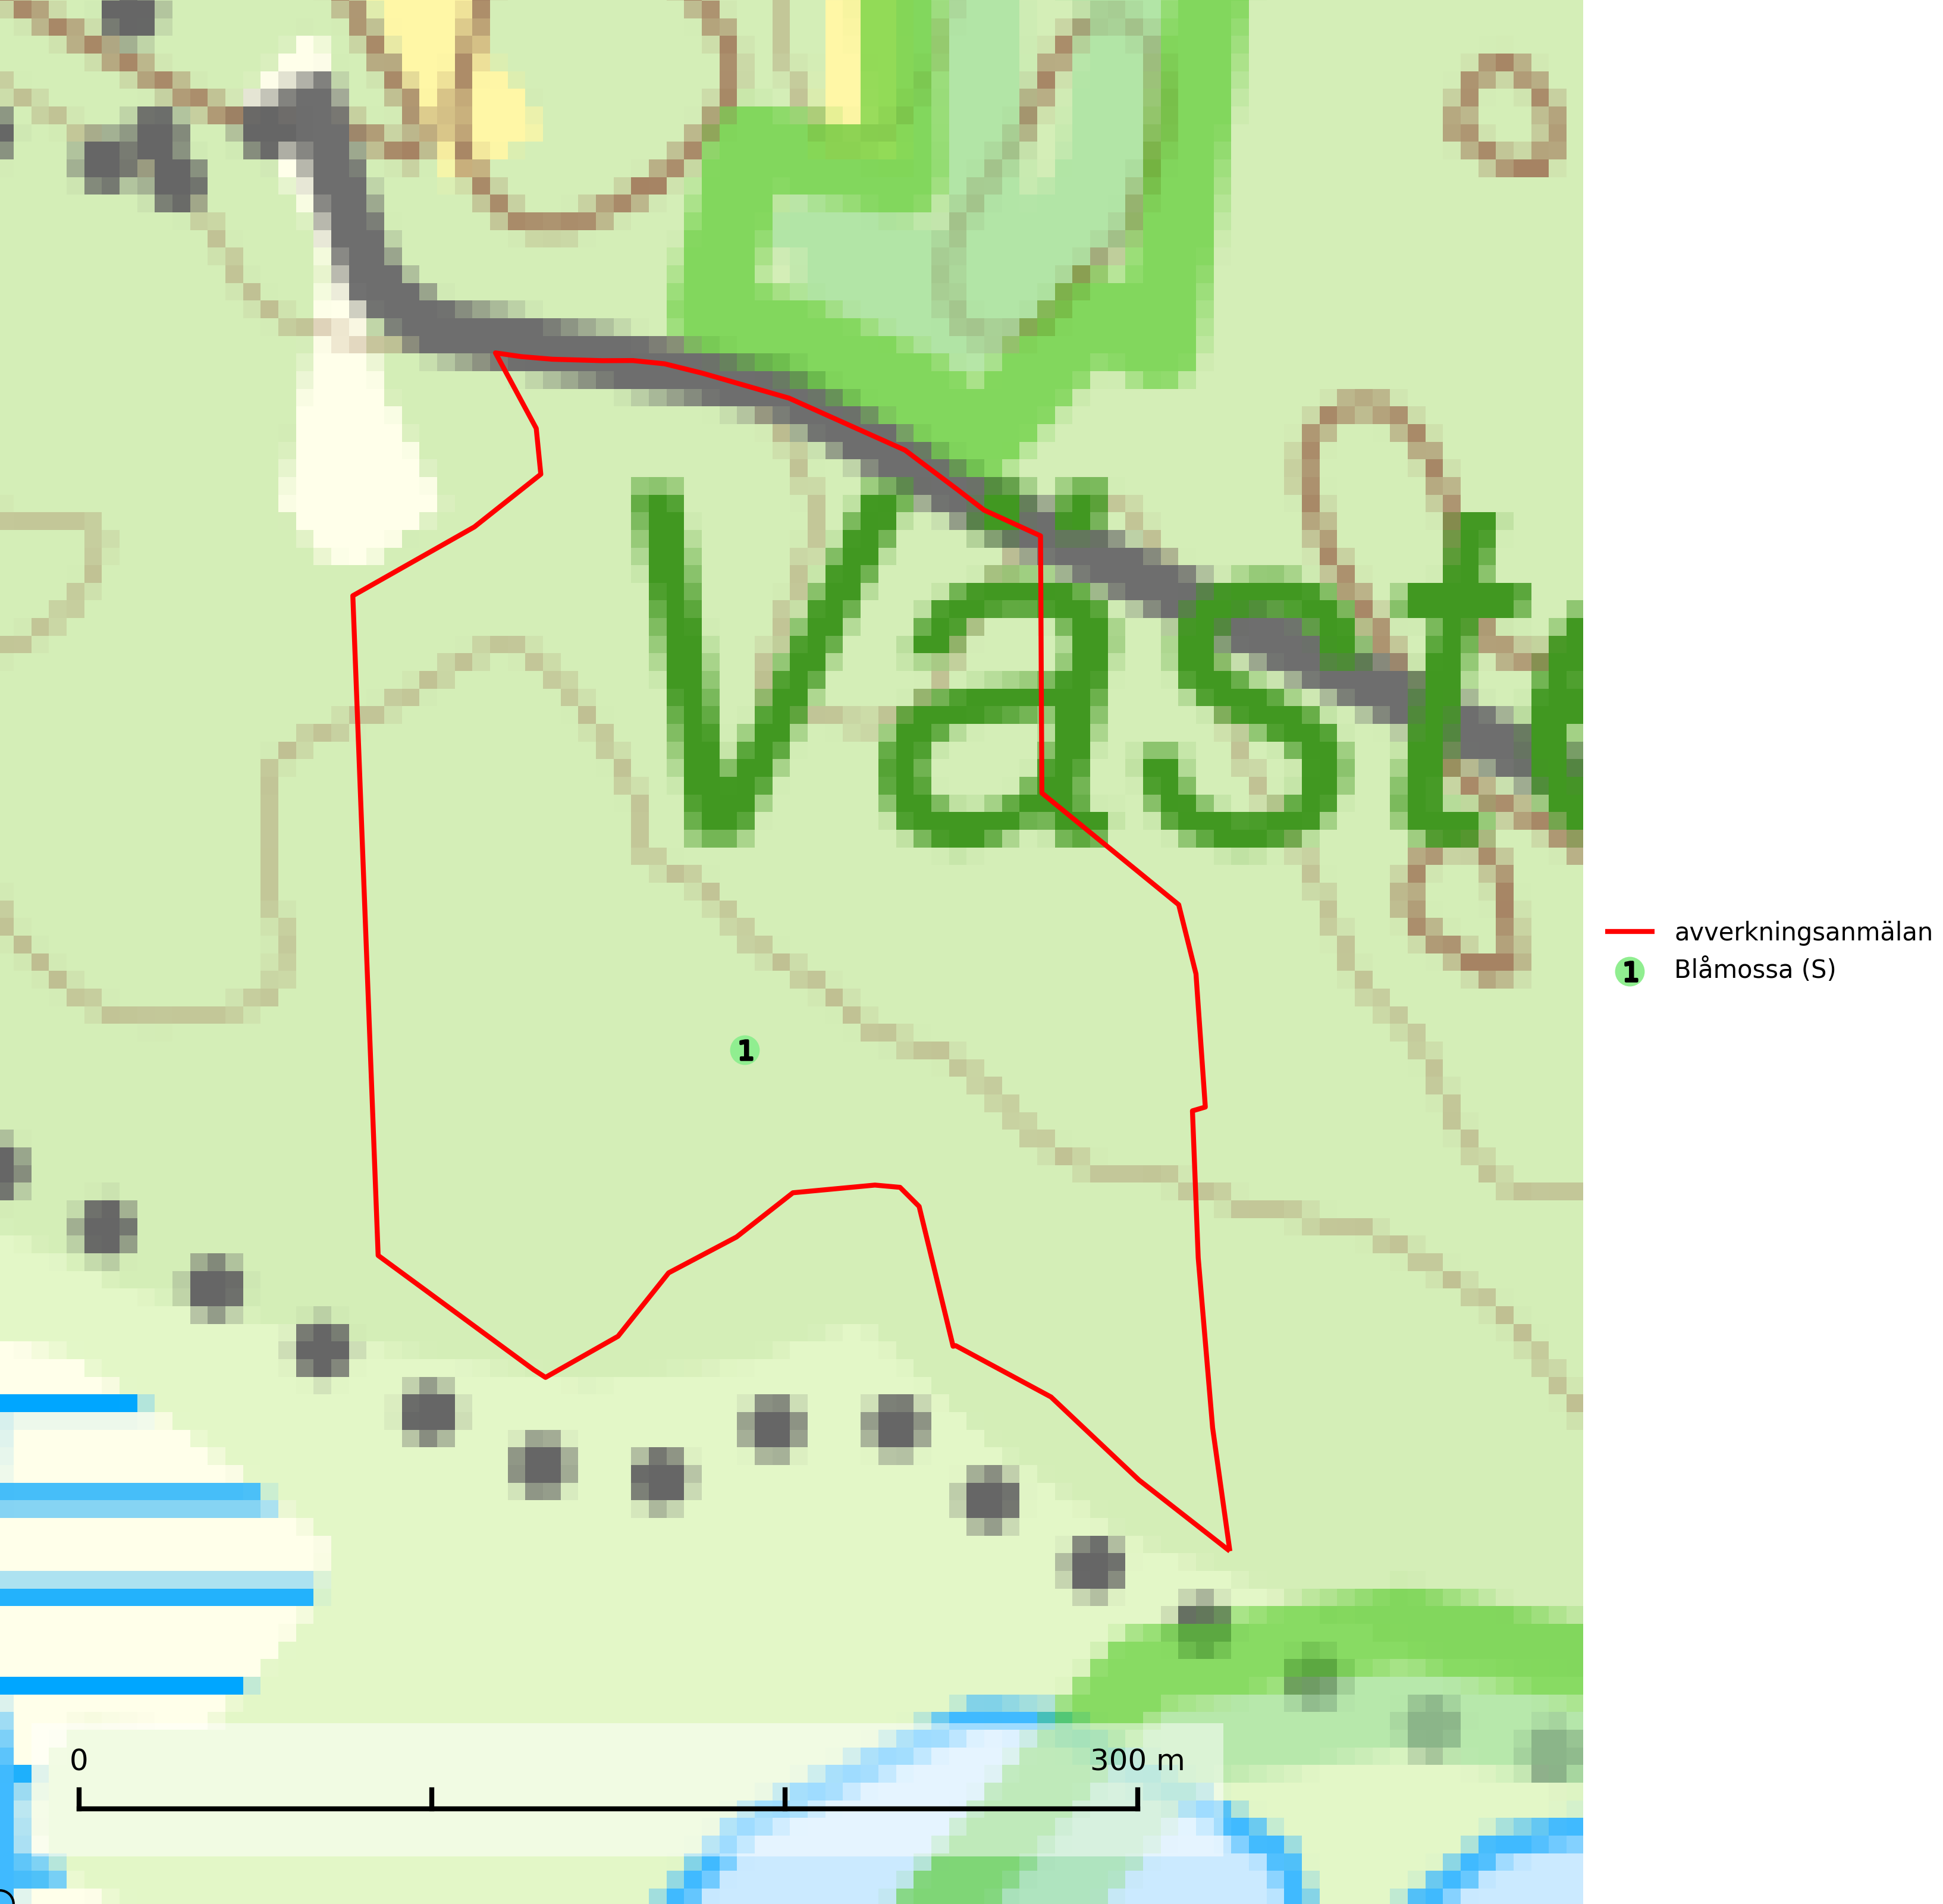 Väst
avverkningsanmälan
1 Blåmossa (S)
1
0 300 m